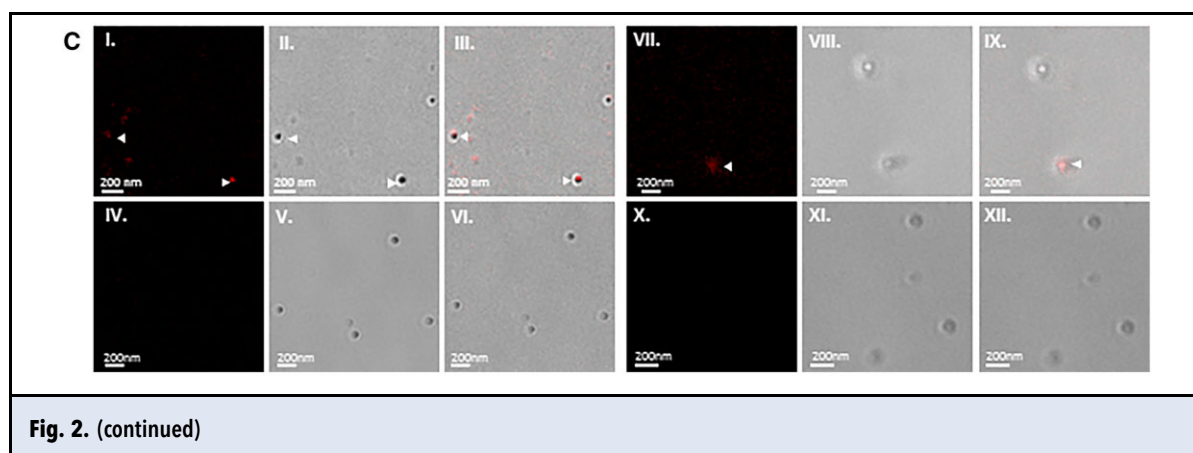 C
I. II. III. VII. VIII. IX.
200 nm 200 nm 200 nm 200nm 200nm 200nm
IV. V. VI. X. XI. XII.
200nm 200nm 200nm 200nm 200nm 200nm
Fig. 2. (continued)